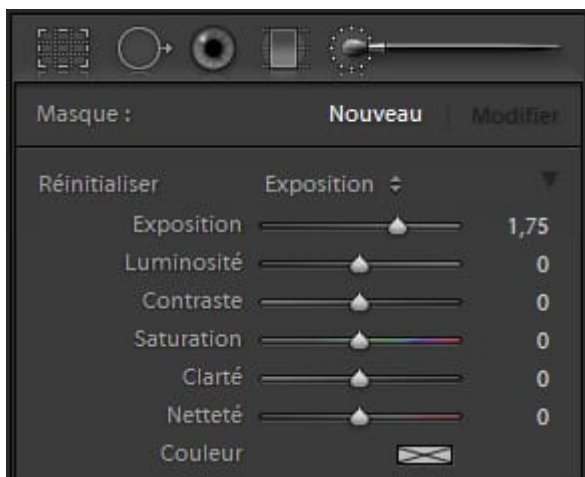 Masque : Nouveau | Modifier
Réinitialiser Exposition
Exposition 1,75
Luminosité 0
Contraste 0
Saturation 0
Clarté 0
Netteté 0
Couleur